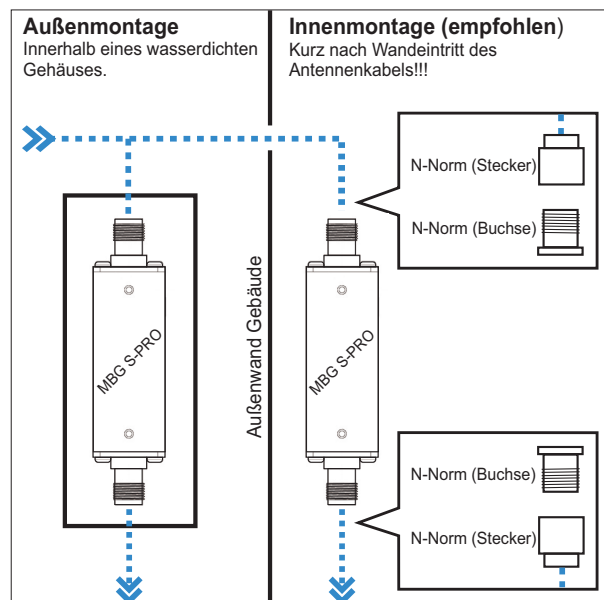 Außenmontage
Innerhalb eines wasserdichten
Gehäuses.
Innenmontage (empfohlen)
Kurz nach Wandeintritt des
Antennenkabels!!!
N-Norm (Stecker)
N-Norm (Buchse)
MBG S-PRO
Außenwand Gebäude
MBG S-PRO
N-Norm (Buchse)
N-Norm (Stecker)